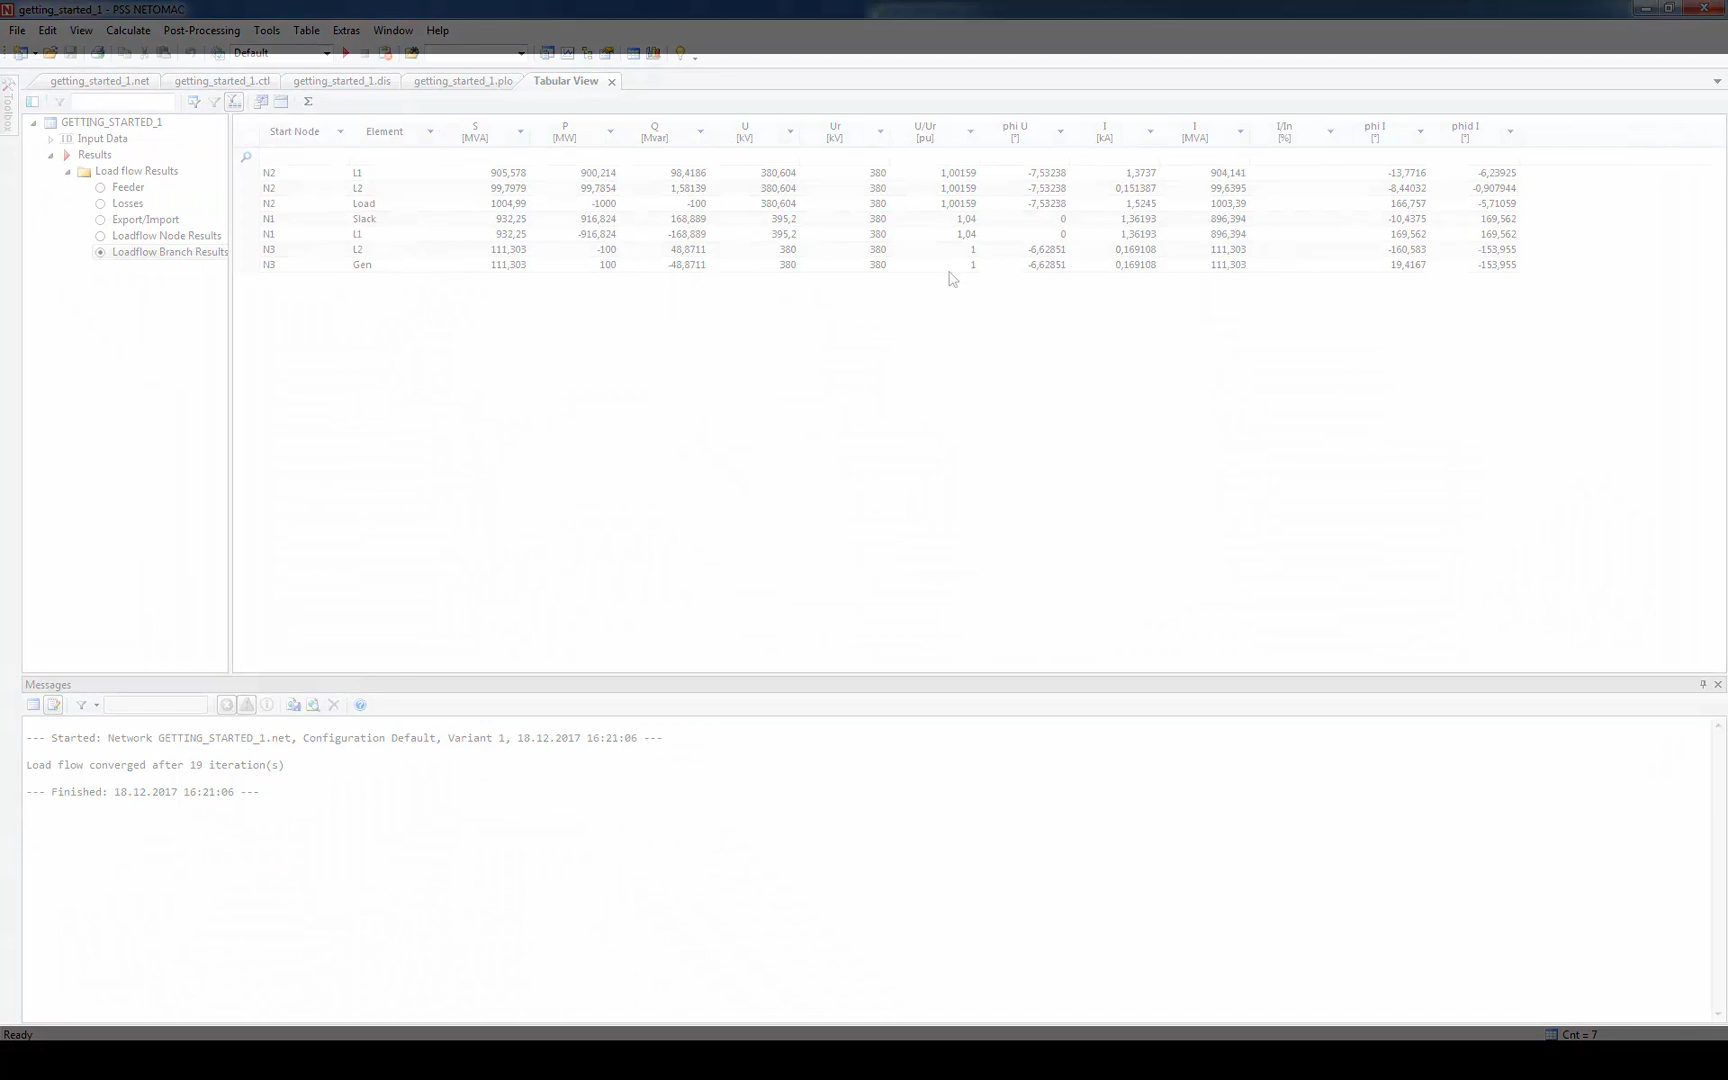 getting_started_1 - PSS NETOMAC
File Edit View Calculate Post-Processing Tools Table Extras Window Help
Default
getting_started_1.net getting_started_1.ctl getting_started_1.dis getting_started_1.plo Tabular View
Toolbox
Σ
GETTING_STARTED_1
Input Data
Results
Load flow Results
Feeder
Losses
Export/Import
Loadflow Node Results
Loadflow Branch Results
Start Node Element S [MVA] P [MW] Q [Mvar] U [kV] Ur [kV] U/Ur [pu] phi U [°] I [kA] I [MVA] I/In [%] phi I [°] phid I [°]
N2 L1 905,578 900,214 98,4186 380,604 380 1,00159 -7,53238 1,3737 904,141 -13,7716 -6,23925
N2 L2 99,7979 99,7854 1,58139 380,604 380 1,00159 -7,53238 0,151387 99,6395 -8,44032 -0,907944
N2 Load 1004,99 -1000 -100 380,604 380 1,00159 -7,53238 1,5245 1003,39 166,757 -5,71059
N1 Slack 932,25 916,824 168,889 395,2 380 1,04 0 1,36193 896,394 -10,4375 169,562
N1 L1 932,25 -916,824 -168,889 395,2 380 1,04 0 1,36193 896,394 169,562 169,562
N3 L2 111,303 -100 48,8711 380 380 1 -6,62851 0,169108 111,303 -160,583 -153,955
N3 Gen 111,303 100 -48,8711 380 380 1 -6,62851 0,169108 111,303 19,4167 -153,955
Messages
--- Started: Network GETTING_STARTED_1.net, Configuration Default, Variant 1, 18.12.2017 16:21:06 ---
Load flow converged after 19 iteration(s)
--- Finished: 18.12.2017 16:21:06 ---
Ready
Cnt = 7